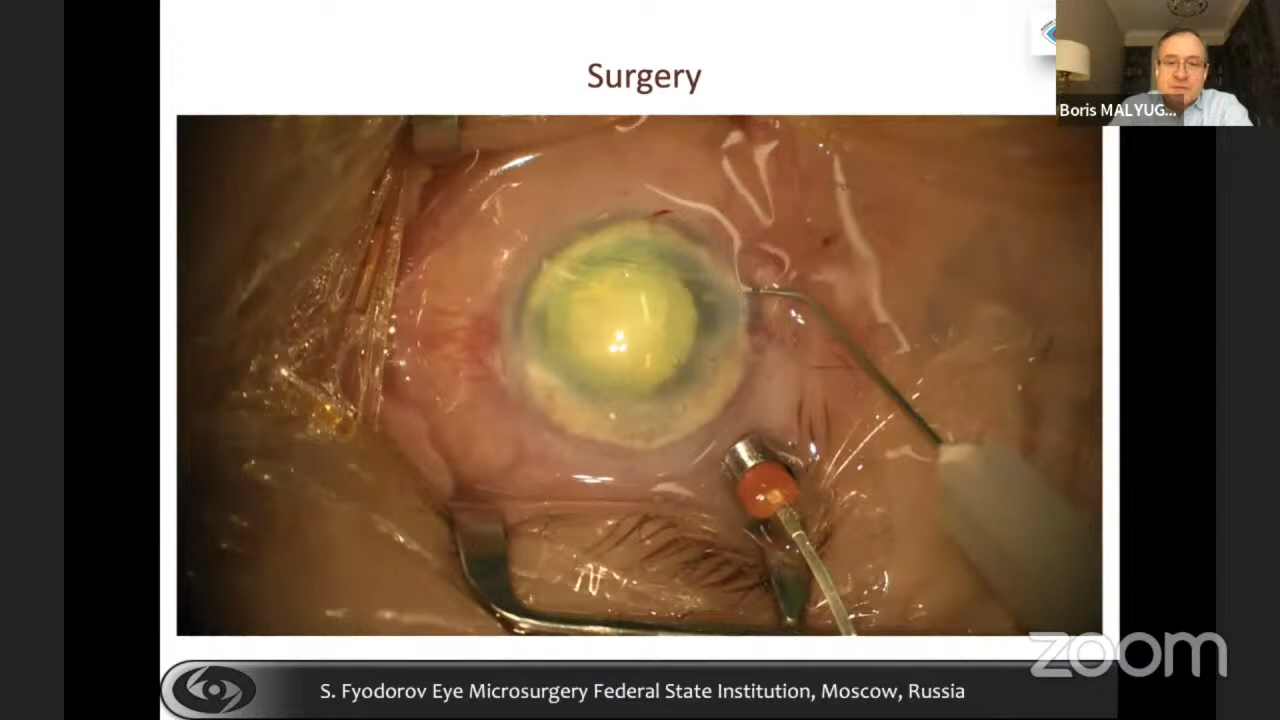 Surgery
Boris MALYUG...
S. Fyodorov Eye Microsurgery Federal State Institution, Moscow, Russia
zoom